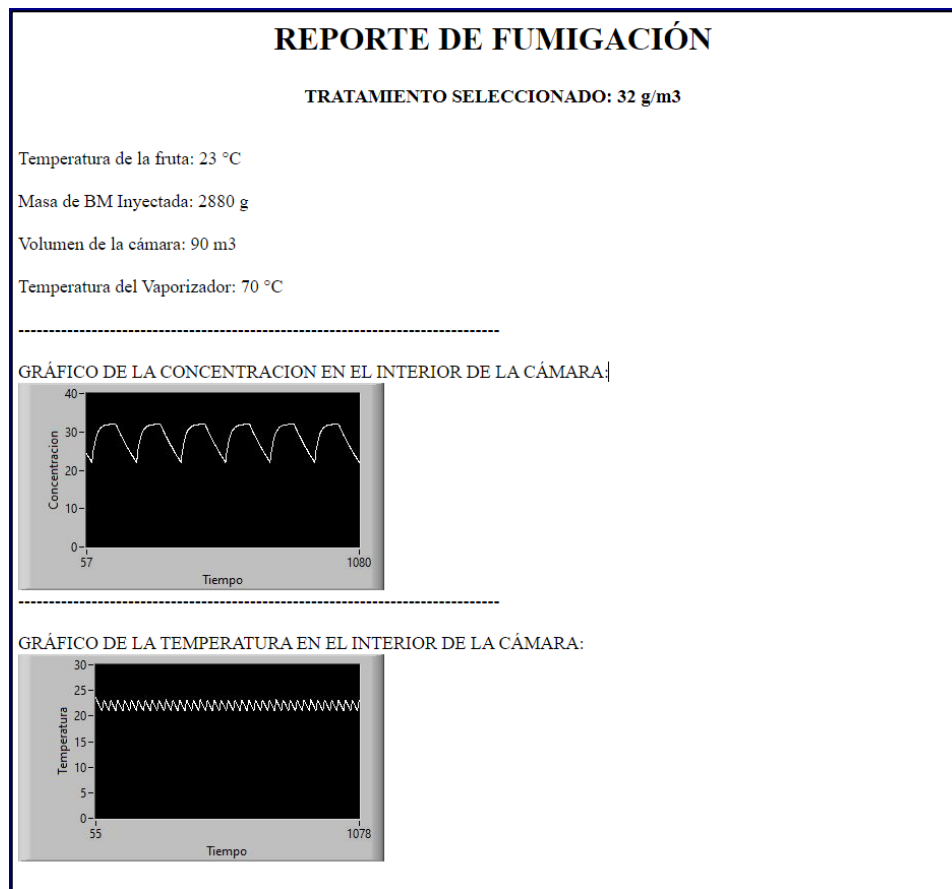 REPORTE DE FUMIGACIÓN
TRATAMIENTO SELECCIONADO: 32 g/m3
Temperatura de la fruta: 23 °C
Masa de BM Inyectada: 2880 g
Volumen de la cámara: 90 m3
Temperatura del Vaporizador: 70 °C
-------------------------------------------------------------------------------
GRÁFICO DE LA CONCENTRACION EN EL INTERIOR DE LA CÁMARA:
40
30
20
10
0
Concentracion
57 1080
Tiempo
-------------------------------------------------------------------------------
GRÁFICO DE LA TEMPERATURA EN EL INTERIOR DE LA CÁMARA:
30
25
20
15
10
5
0
Temperatura
55 1078
Tiempo